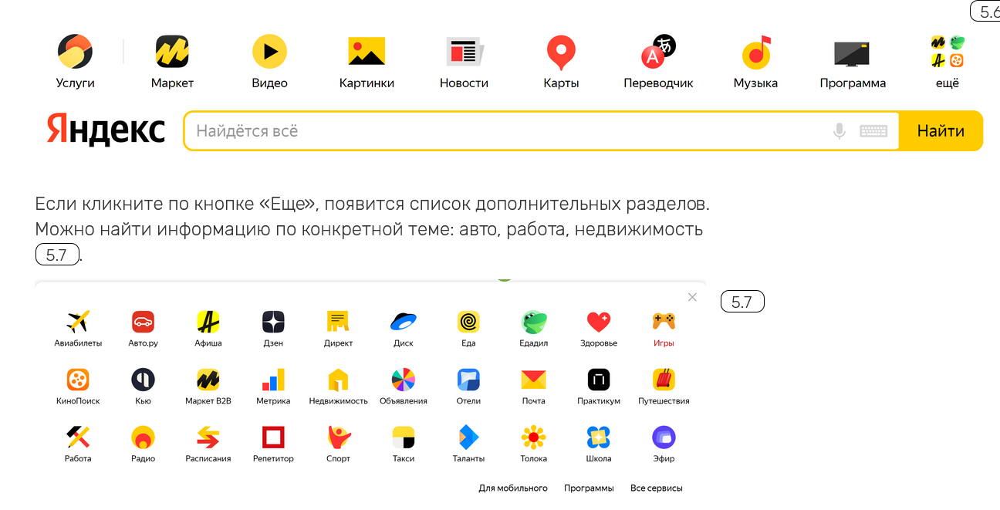 5.6
Услуги Маркет Видео Картинки Новости Карты Переводчик Музыка Программа ещё
Яндекс Найдётся всё Найти
Если кликните по кнопке «Еще», появится список дополнительных разделов.
Можно найти информацию по конкретной теме: авто, работа, недвижимость
5.7.
5.7
Авиабилеты Авто.ру Афиша Дзен Директ Диск Еда Едадил Здоровье Игры
КиноПоиск Кью Маркет B2B Метрика Недвижимость Объявления Отели Почта Практикум Путешествия
Работа Радио Расписания Репетитор Спорт Такси Таланты Толока Школа Эфир
Для мобильного Программы Все сервисы